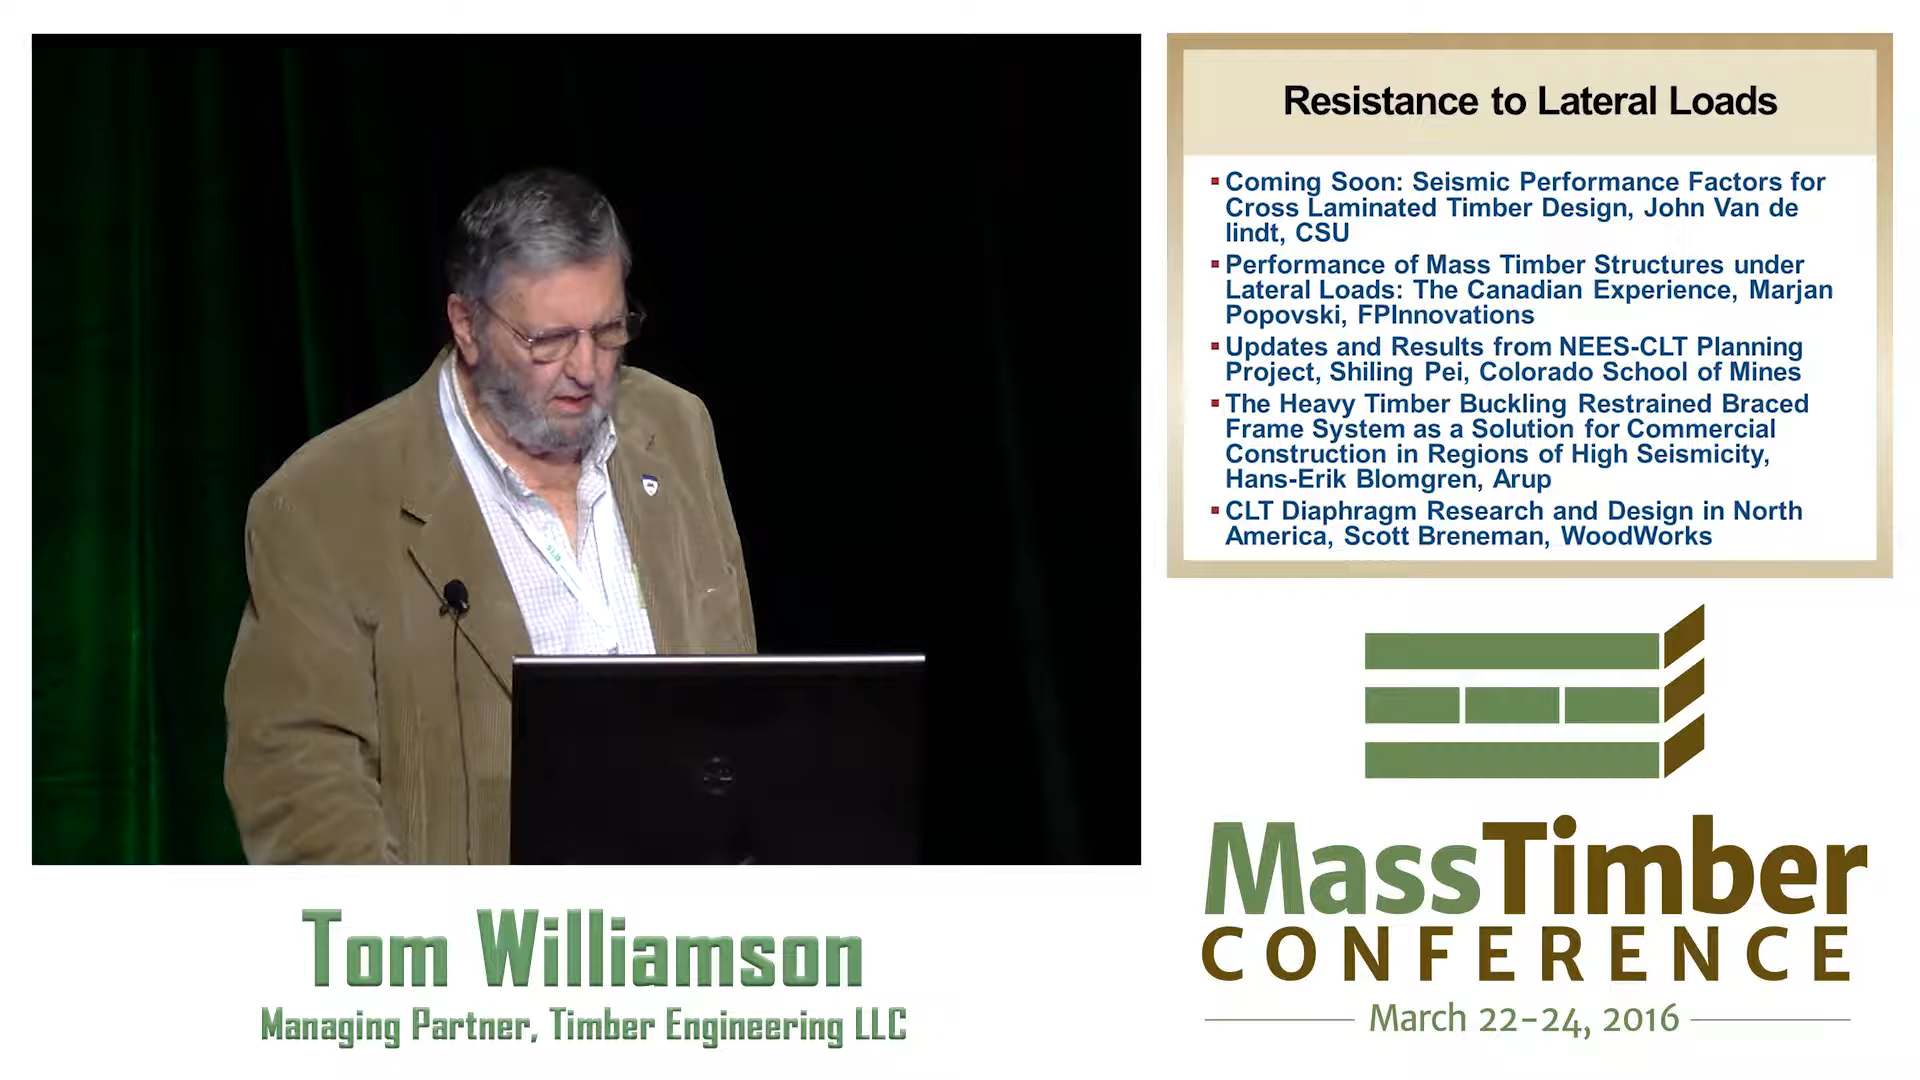 Resistance to Lateral Loads
Coming Soon: Seismic Performance Factors for
Cross Laminated Timber Design, John Van de
lindt, CSU
Performance of Mass Timber Structures under
Lateral Loads: The Canadian Experience, Marjan
Popovski, FPInnovations
Updates and Results from NEES-CLT Planning
Project, Shiling Pei, Colorado School of Mines
The Heavy Timber Buckling Restrained Braced
Frame System as a Solution for Commercial
Construction in Regions of High Seismicity,
Hans-Erik Blomgren, Arup
CLT Diaphragm Research and Design in North
America, Scott Breneman, WoodWorks
MassTimber
CONFERENCE
March 22-24, 2016
Tom Williamson
Managing Partner, Timber Engineering LLC